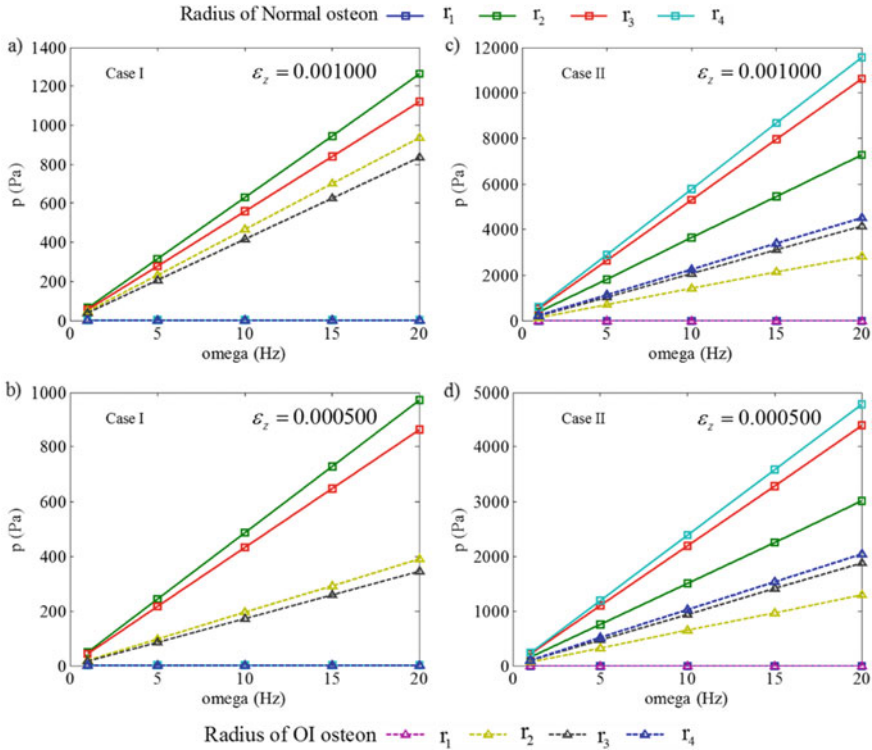 Radius of Normal osteon r₁ r₂ r₃ r₄
a)
1400
1200
1000
800
600
400
200
0
Case I
ε_z = 0.001000
p (Pa)
0 5 10 15 20
omega (Hz)
c)
12000
10000
8000
6000
4000
2000
0
Case II
ε_z = 0.001000
p (Pa)
0 5 10 15 20
omega (Hz)
b)
1000
800
600
400
200
0
Case I
ε_z = 0.000500
p (Pa)
0 5 10 15 20
omega (Hz)
d)
5000
4000
3000
2000
1000
0
Case II
ε_z = 0.000500
p (Pa)
0 5 10 15 20
omega (Hz)
Radius of OI osteon r₁ r₂ r₃ r₄